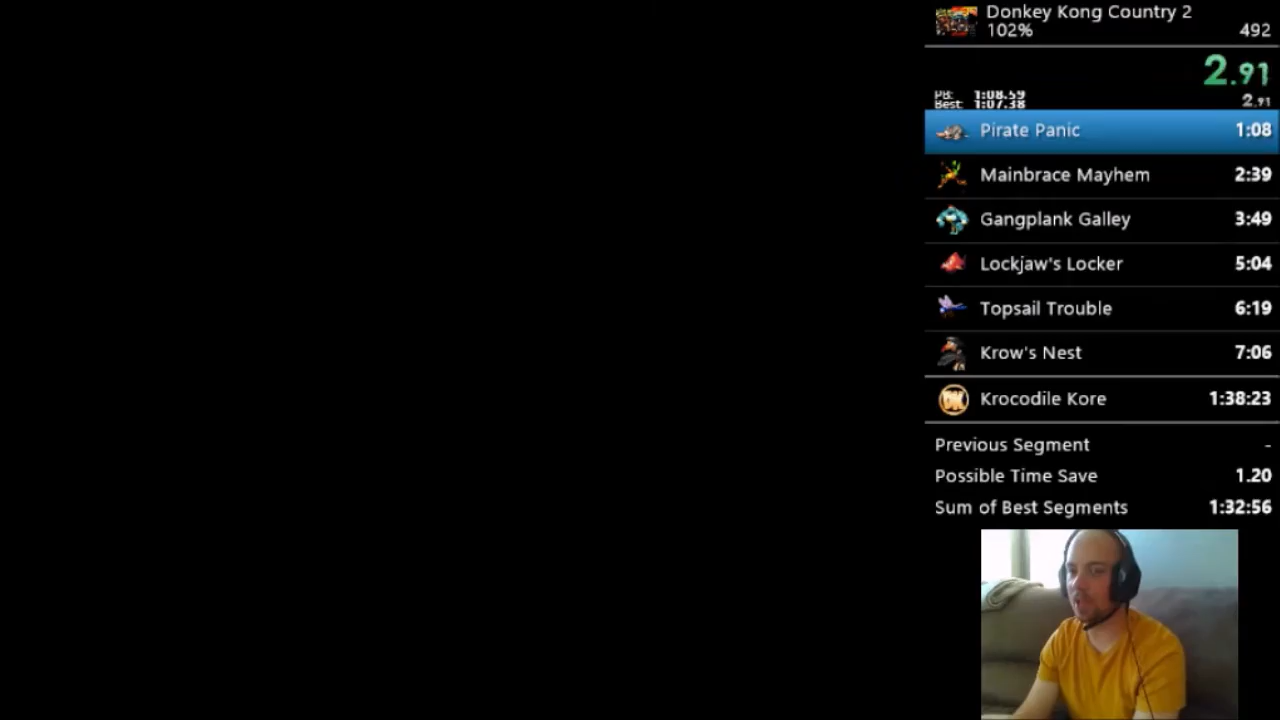 Donkey Kong Country 2
102% 492
2.91
PB: 1:08.59
Best: 1:07.38 2.91
Pirate Panic 1:08
Mainbrace Mayhem 2:39
Gangplank Galley 3:49
Lockjaw's Locker 5:04
Topsail Trouble 6:19
Krow's Nest 7:06
Krocodile Kore 1:38:23
Previous Segment -
Possible Time Save 1.20
Sum of Best Segments 1:32:56